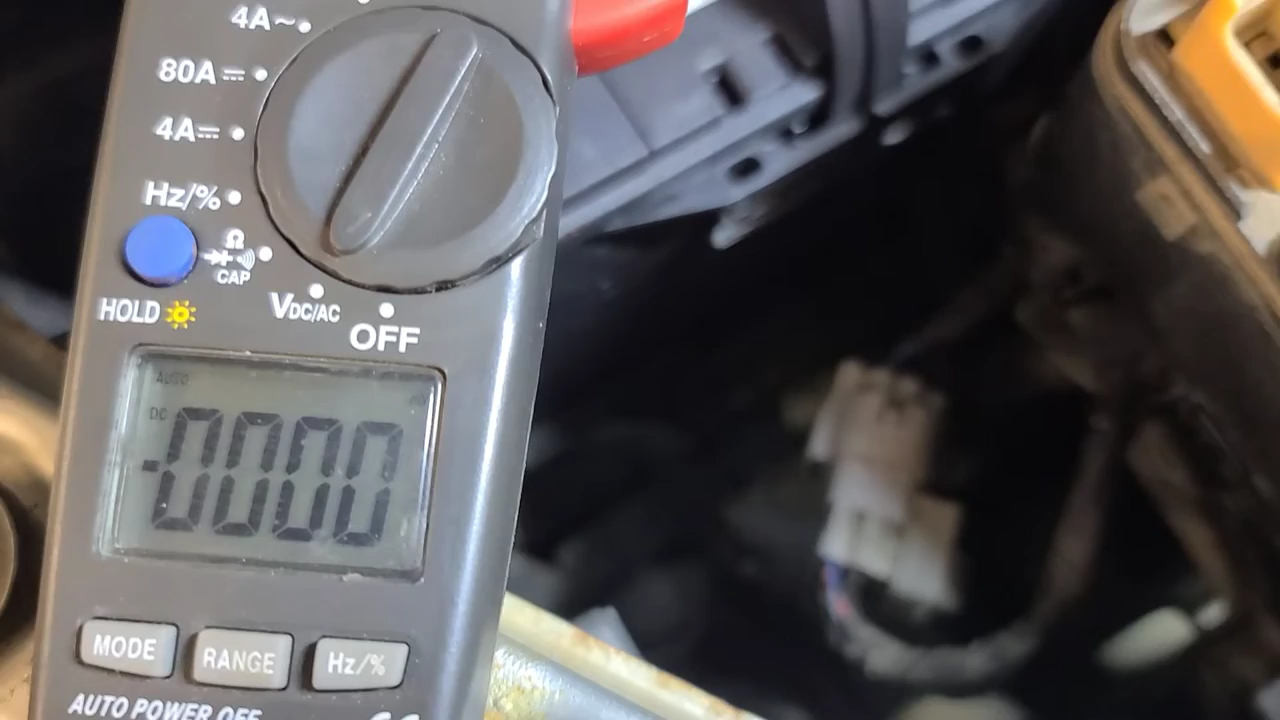 4A~
80A⎓
4A⎓
Hz/%
Ω
CAP
HOLD
VDC/AC
OFF
AUTO
DC
-0000
MODE
RANGE
Hz/%
AUTO POWER OFF